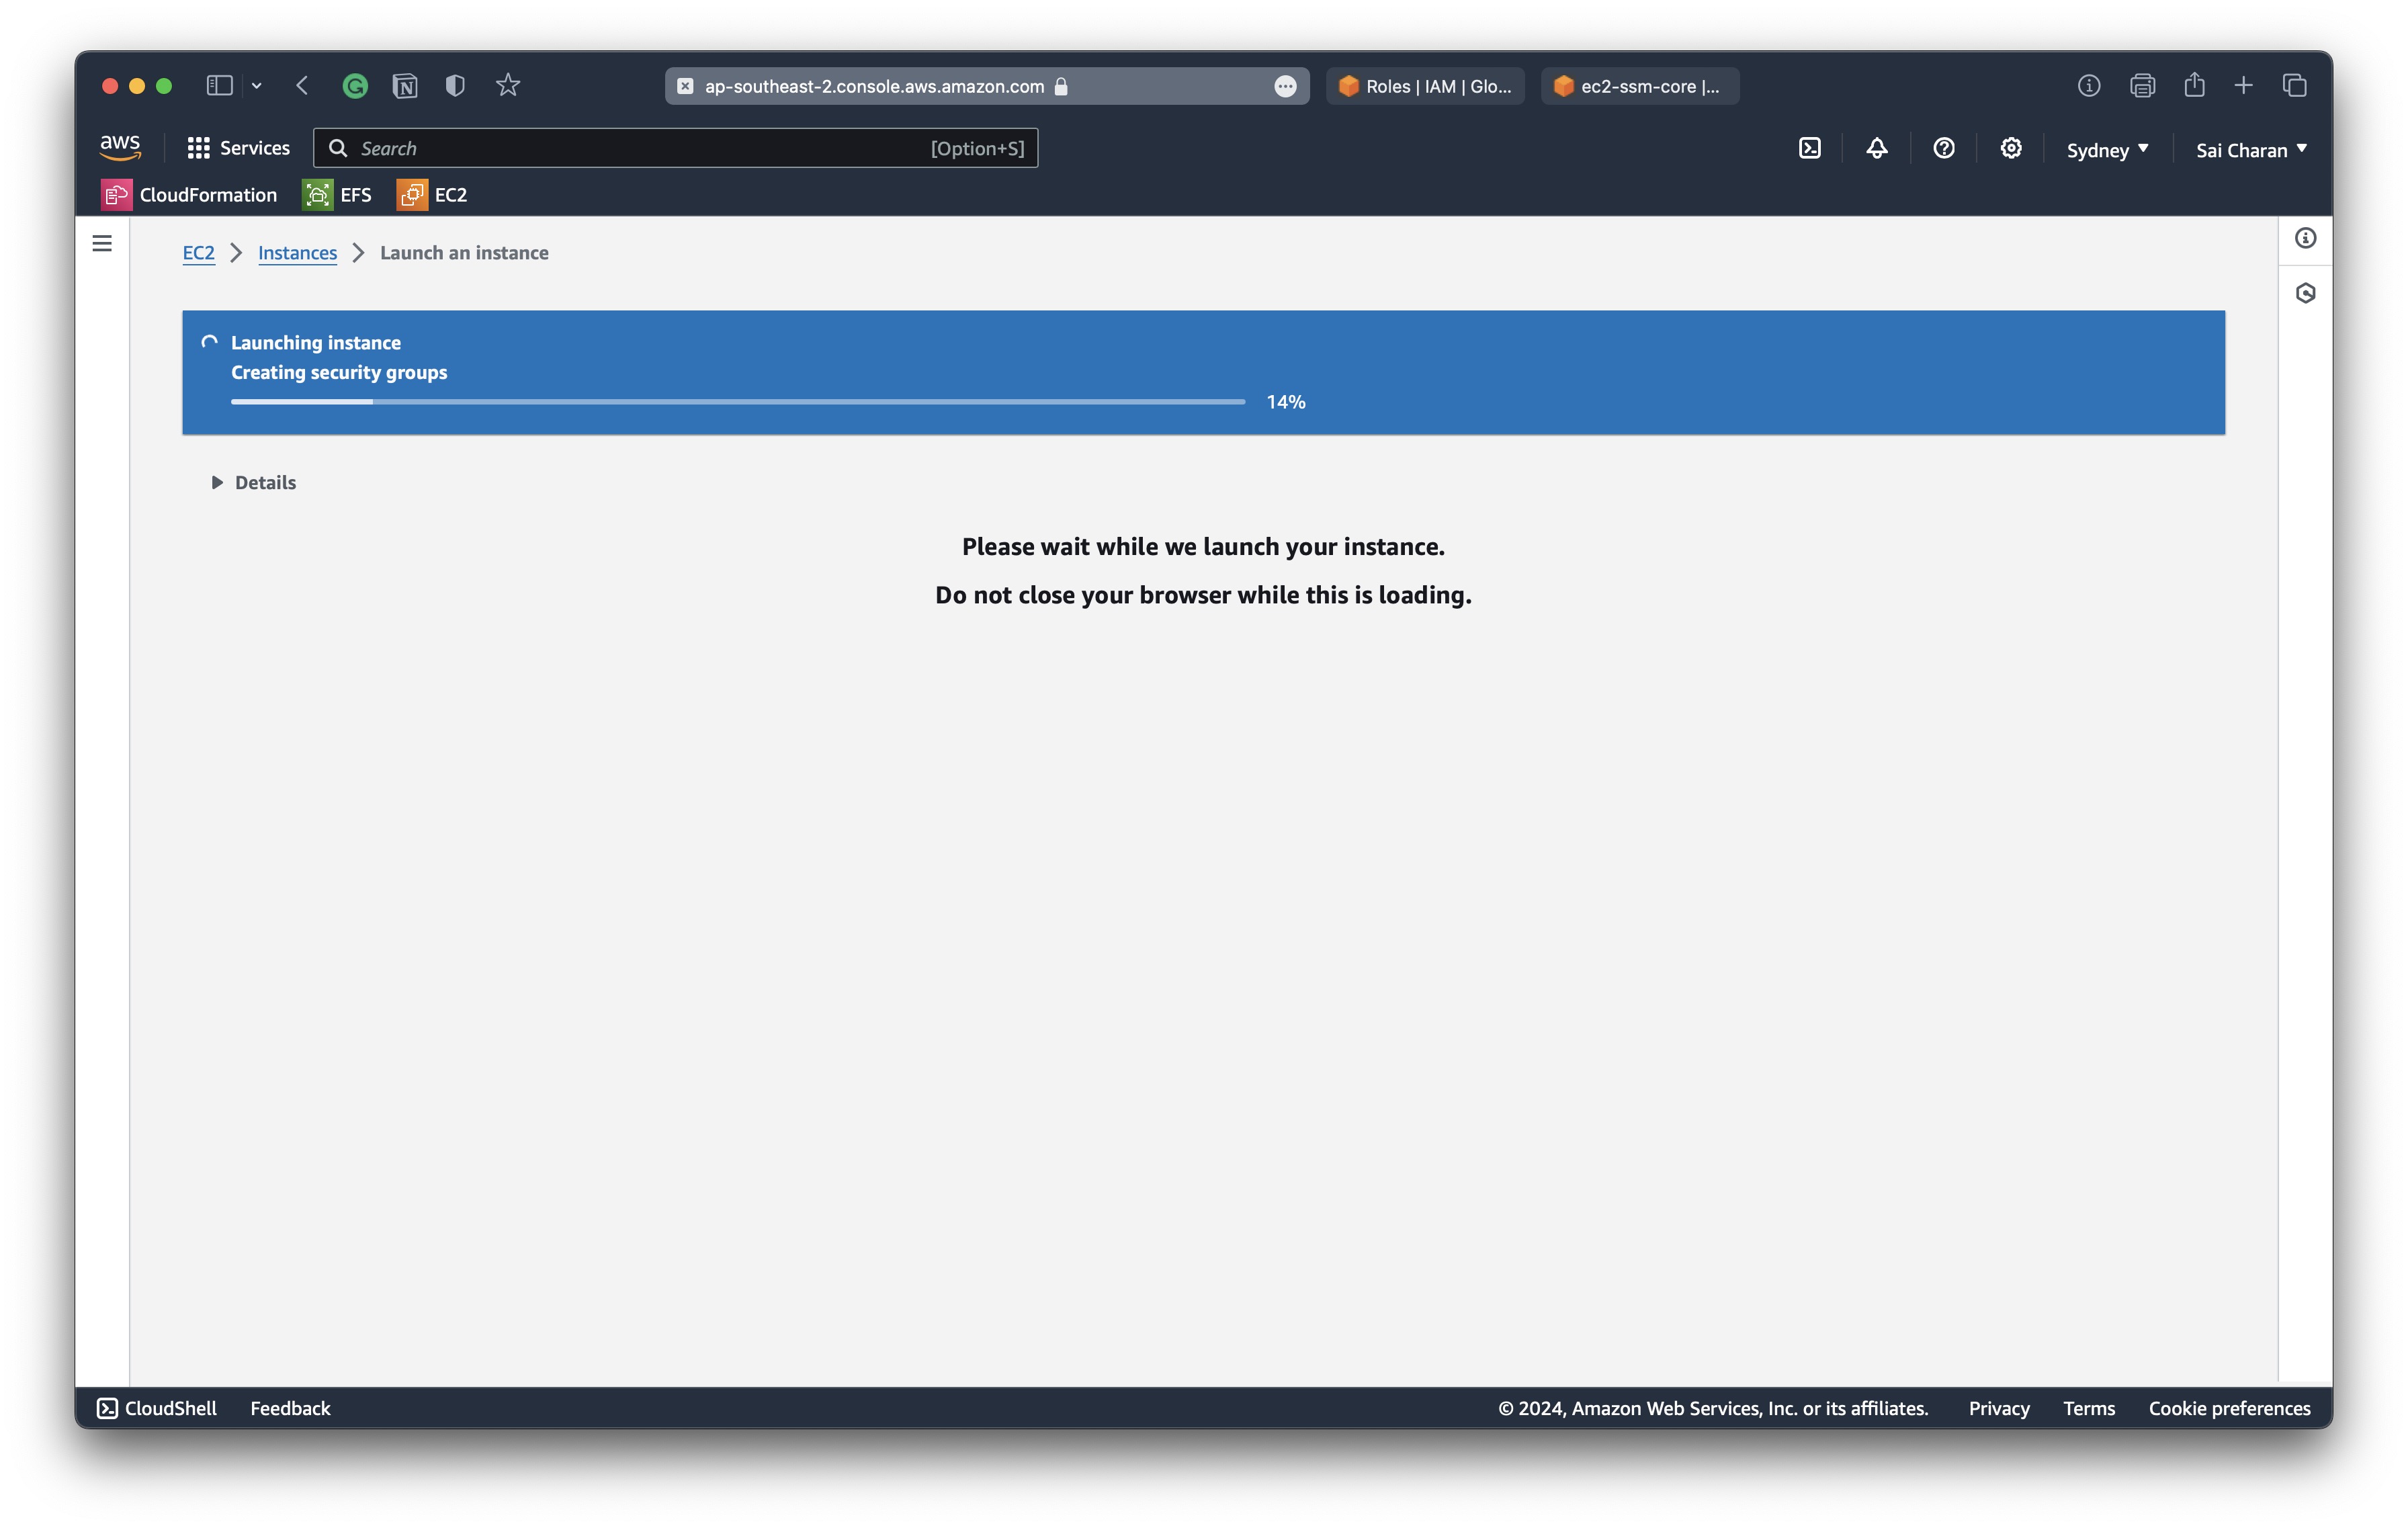 ap-southeast-2.console.aws.amazon.com
Roles | IAM | Glo...
ec2-ssm-core |...
aws
Services
Search
[Option+S]
Sydney
Sai Charan
CloudFormation
EFS
EC2
EC2
Instances
Launch an instance
Launching instance
Creating security groups
14%
Details
Please wait while we launch your instance.
Do not close your browser while this is loading.
CloudShell
Feedback
© 2024, Amazon Web Services, Inc. or its affiliates.
Privacy
Terms
Cookie preferences